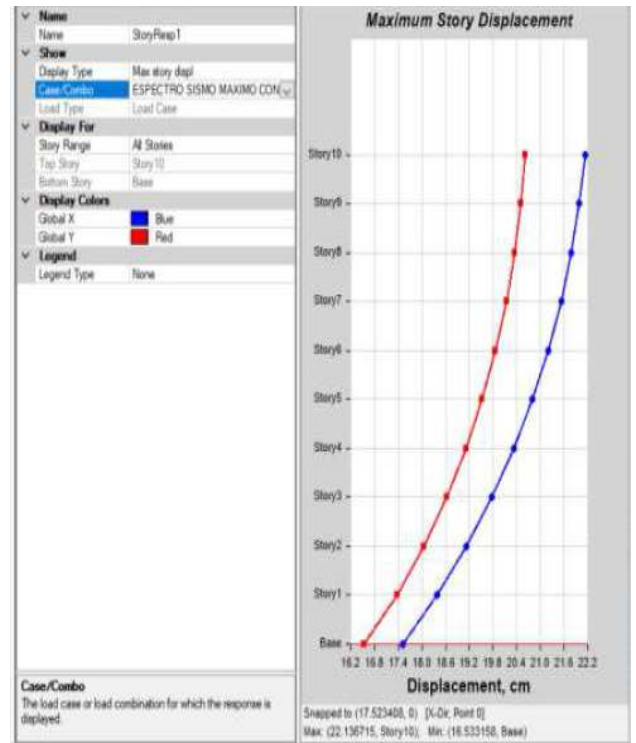 Name
Name StoryResp1
Show
Display Type Max story displ
Case/Combo ESPECTRO SISMO MAXIMO CON
Load Type Load Case
Display For
Story Range All Stories
Top Story Story10
Bottom Story Base
Display Colors
Global X Blue
Global Y Red
Legend
Legend Type None
Case/Combo
The load case or load combination for which the response is
displayed.
Maximum Story Displacement
Story10
Story9
Story8
Story7
Story6
Story5
Story4
Story3
Story2
Story1
Base
16.2 16.8 17.4 18.0 18.6 19.2 19.8 20.4 21.0 21.6 22.2
Displacement, cm
Snapped to (17.523408, 0) [X-Dir, Point 0]
Max: (22.136715, Story10); Min: (16.533158, Base)